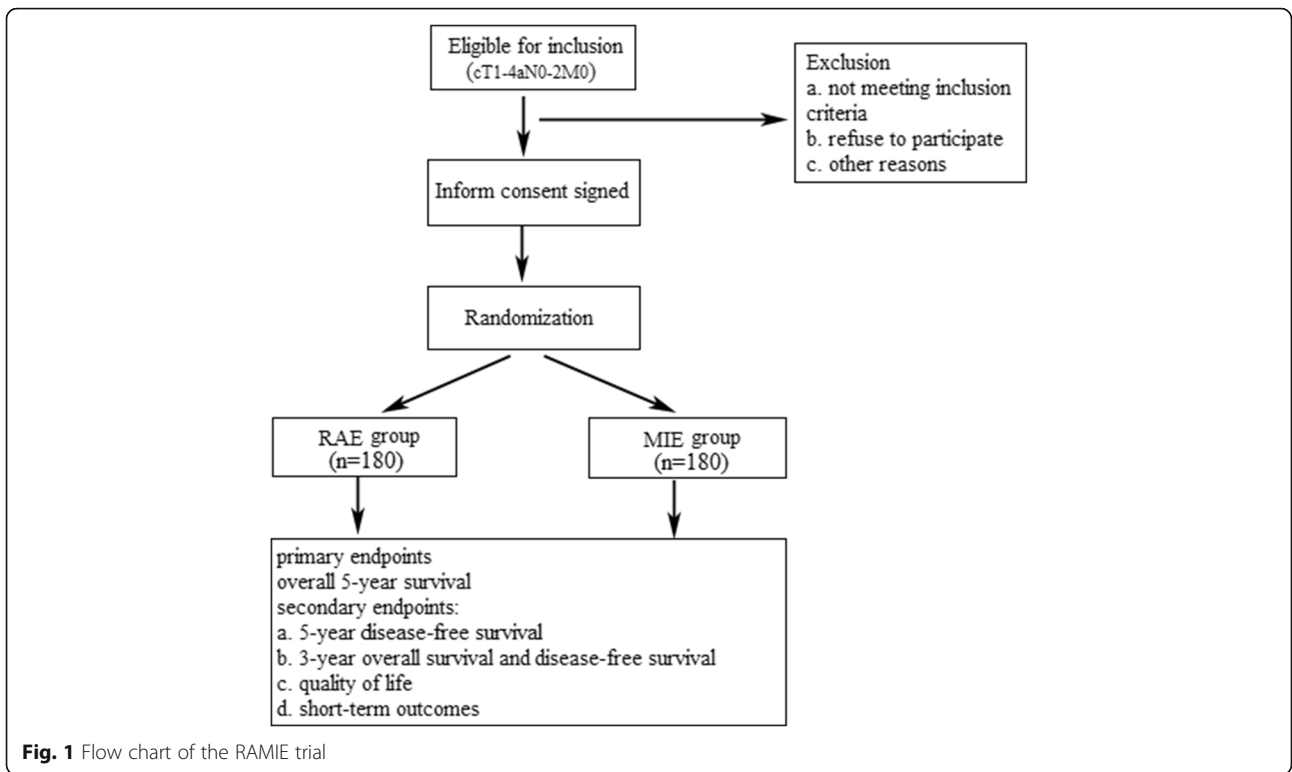 Eligible for inclusion
(cT1-4aN0-2M0)
Exclusion
a. not meeting inclusion
criteria
b. refuse to participate
c. other reasons
Inform consent signed
Randomization
RAE group
(n=180)
MIE group
(n=180)
primary endpoints
overall 5-year survival
secondary endpoints:
a. 5-year disease-free survival
b. 3-year overall survival and disease-free survival
c. quality of life
d. short-term outcomes
Fig. 1 Flow chart of the RAMIE trial